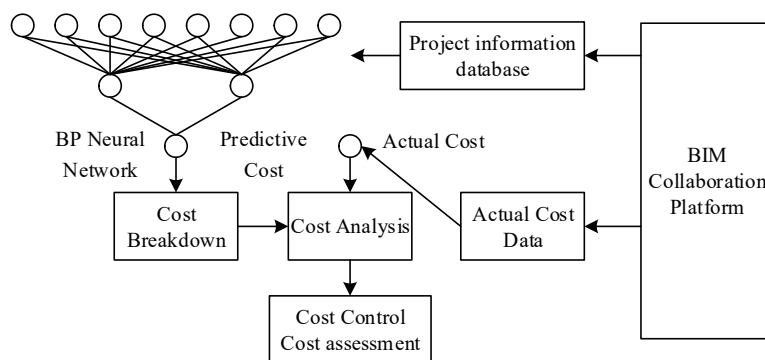 Project information
database
BP Neural
Network
Predictive
Cost
Actual Cost
BIM
Collaboration
Platform
Cost
Breakdown
Cost Analysis
Actual Cost
Data
Cost Control
Cost assessment